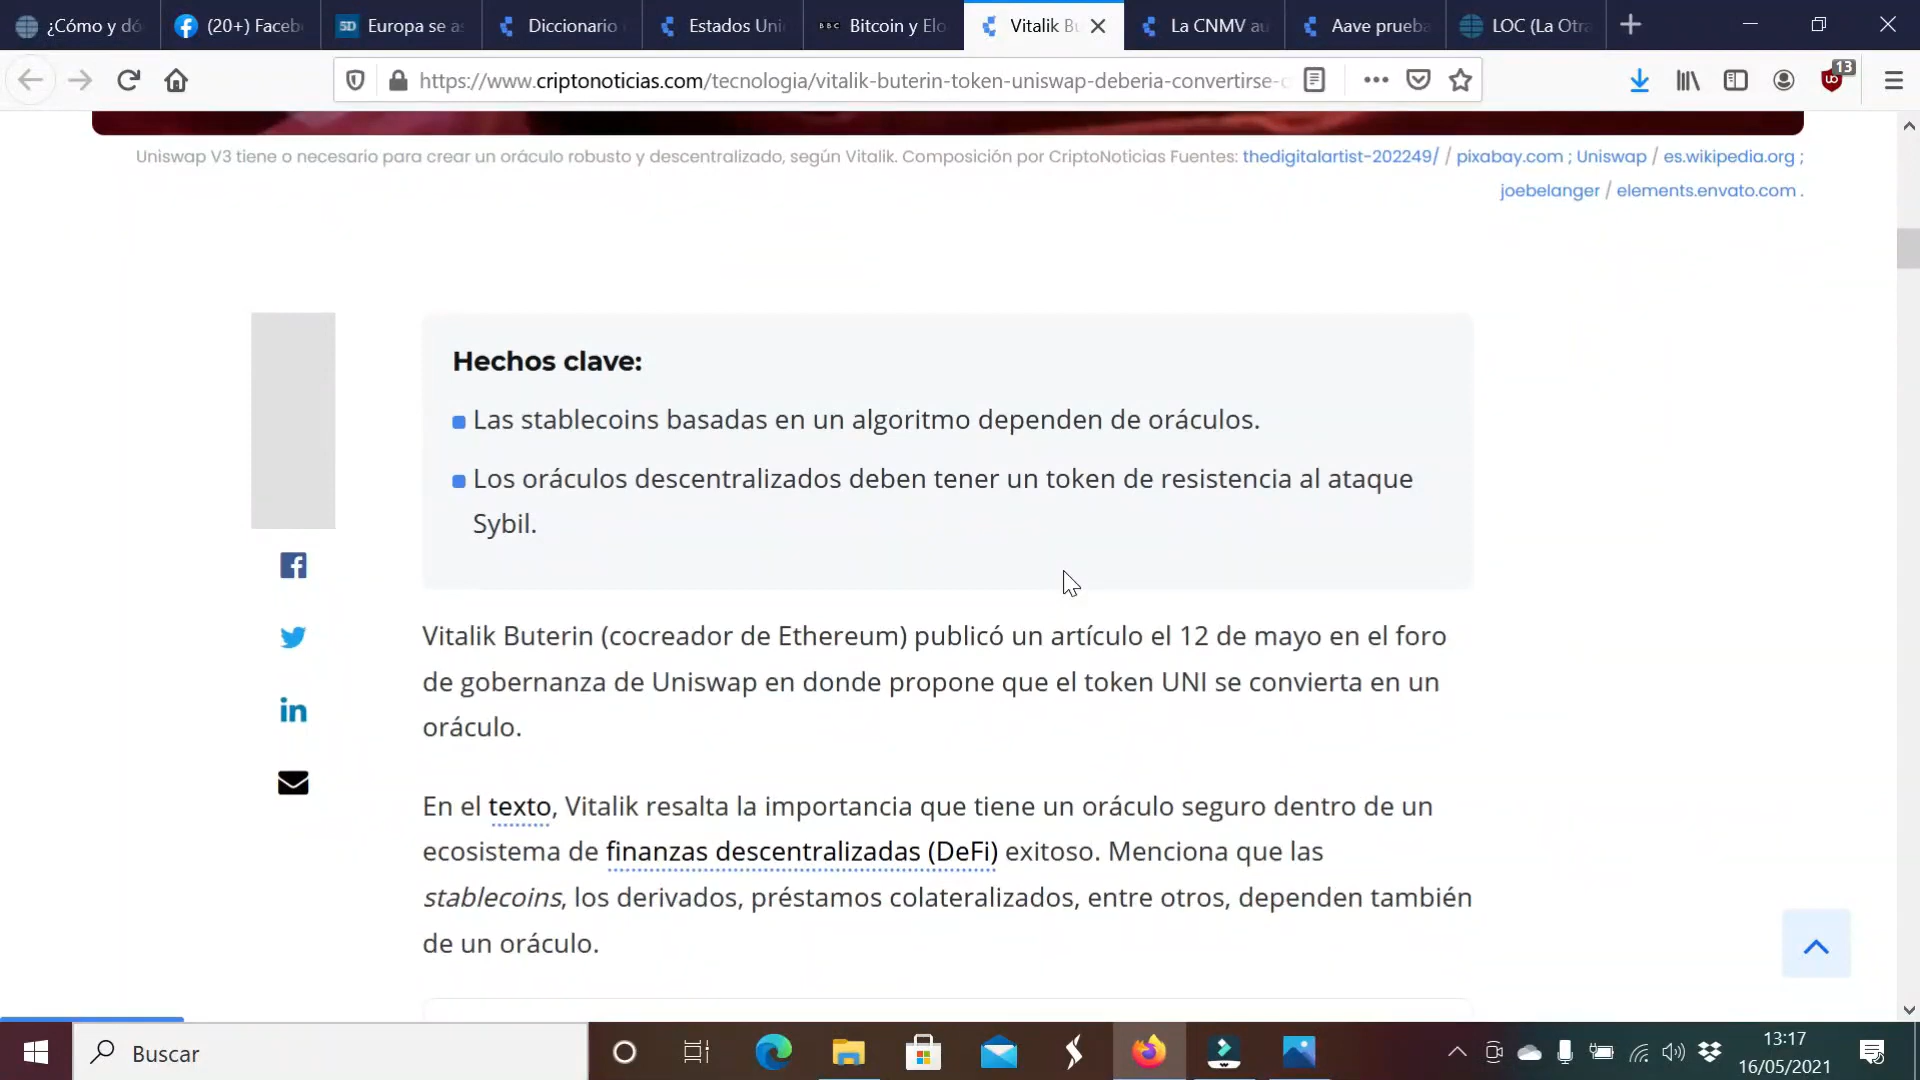 ¿Cómo y dó
(20+) Faceb
5D Europa se a
Diccionario
Estados Uni
BBC Bitcoin y Elo
Vitalik B
La CNMV au
Aave prueba
LOC (La Otra
https://www.criptonoticias.com/tecnologia/vitalik-buterin-token-uniswap-deberia-convertirse-c
13
Uniswap V3 tiene o necesario para crear un oráculo robusto y descentralizado, según Vitalik. Composición por CriptoNoticias Fuentes: thedigitalartist-202249/ / pixabay.com ; Uniswap / es.wikipedia.org ;
joebelanger / elements.envato.com .
Hechos clave:
Las stablecoins basadas en un algoritmo dependen de oráculos.
Los oráculos descentralizados deben tener un token de resistencia al ataque
Sybil.
Vitalik Buterin (cocreador de Ethereum) publicó un artículo el 12 de mayo en el foro
de gobernanza de Uniswap en donde propone que el token UNI se convierta en un
oráculo.
En el texto, Vitalik resalta la importancia que tiene un oráculo seguro dentro de un
ecosistema de finanzas descentralizadas (DeFi) exitoso. Menciona que las
stablecoins, los derivados, préstamos colateralizados, entre otros, dependen también
de un oráculo.
Buscar
13:17
16/05/2021